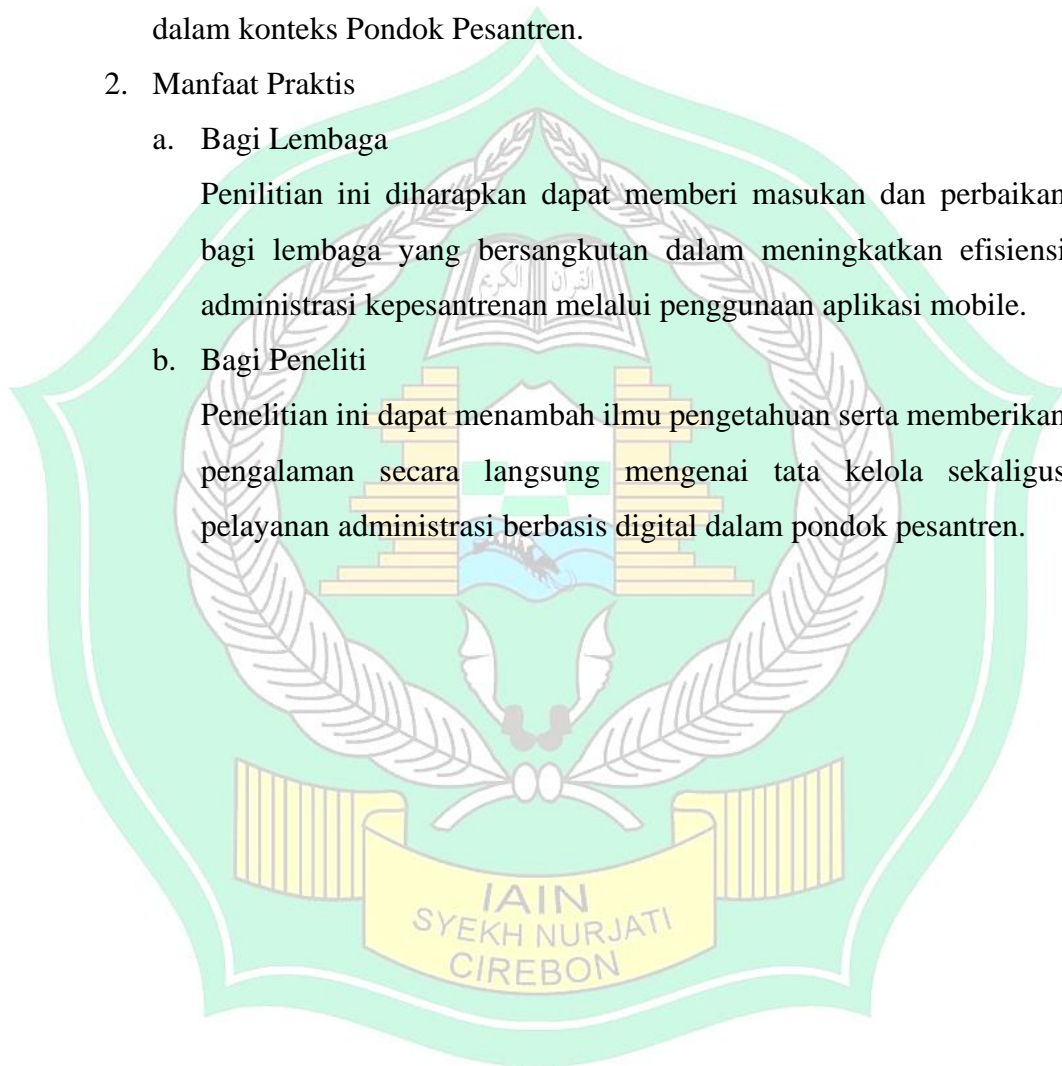 dalam konteks Pondok Pesantren.
2. Manfaat Praktis
a. Bagi Lembaga
Penilitian ini diharapkan dapat memberi masukan dan perbaikan
bagi lembaga yang bersangkutan dalam meningkatkan efisiensi
administrasi kepesantrenan melalui penggunaan aplikasi mobile.
b. Bagi Peneliti
Penelitian ini dapat menambah ilmu pengetahuan serta memberikan
pengalaman secara langsung mengenai tata kelola sekaligus
pelayanan administrasi berbasis digital dalam pondok pesantren.
القرآن الكريم
IAIN
SYEKH NURJATI
CIREBON